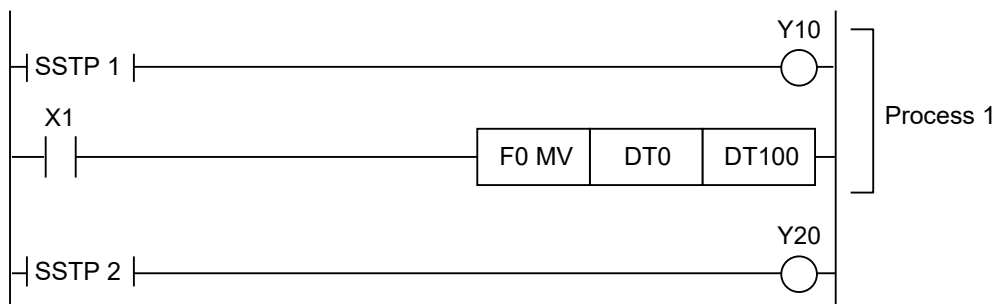 Y10
SSTP 1
Process 1
X1
F0 MV DT0 DT100
Y20
SSTP 2